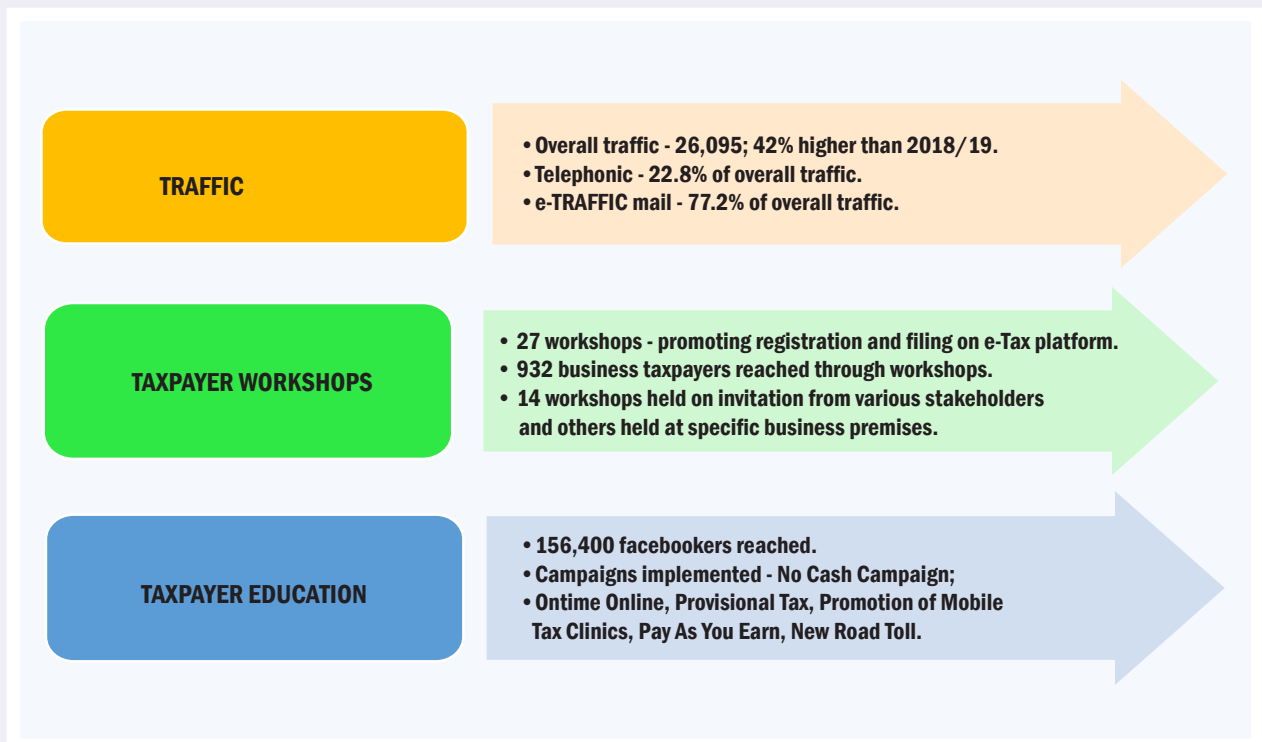 TRAFFIC
• Overall traffic - 26,095; 42% higher than 2018/19.
• Telephonic - 22.8% of overall traffic.
• e-TRAFFIC mail - 77.2% of overall traffic.
TAXPAYER WORKSHOPS
• 27 workshops - promoting registration and filing on e-Tax platform.
• 932 business taxpayers reached through workshops.
• 14 workshops held on invitation from various stakeholders
and others held at specific business premises.
TAXPAYER EDUCATION
• 156,400 facebookers reached.
• Campaigns implemented - No Cash Campaign;
• Ontime Online, Provisional Tax, Promotion of Mobile
Tax Clinics, Pay As You Earn, New Road Toll.